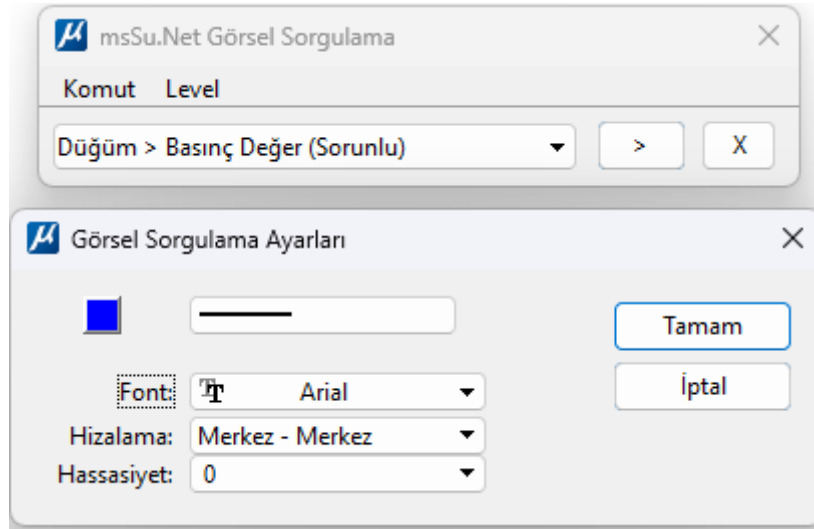 msSu.Net Görsel Sorgulama
Komut Level
Düğüm > Basınç Değer (Sorunlu) > X
Görsel Sorgulama Ayarları
Tamam
Font: Arial
İptal
Hizalama: Merkez - Merkez
Hassasiyet: 0